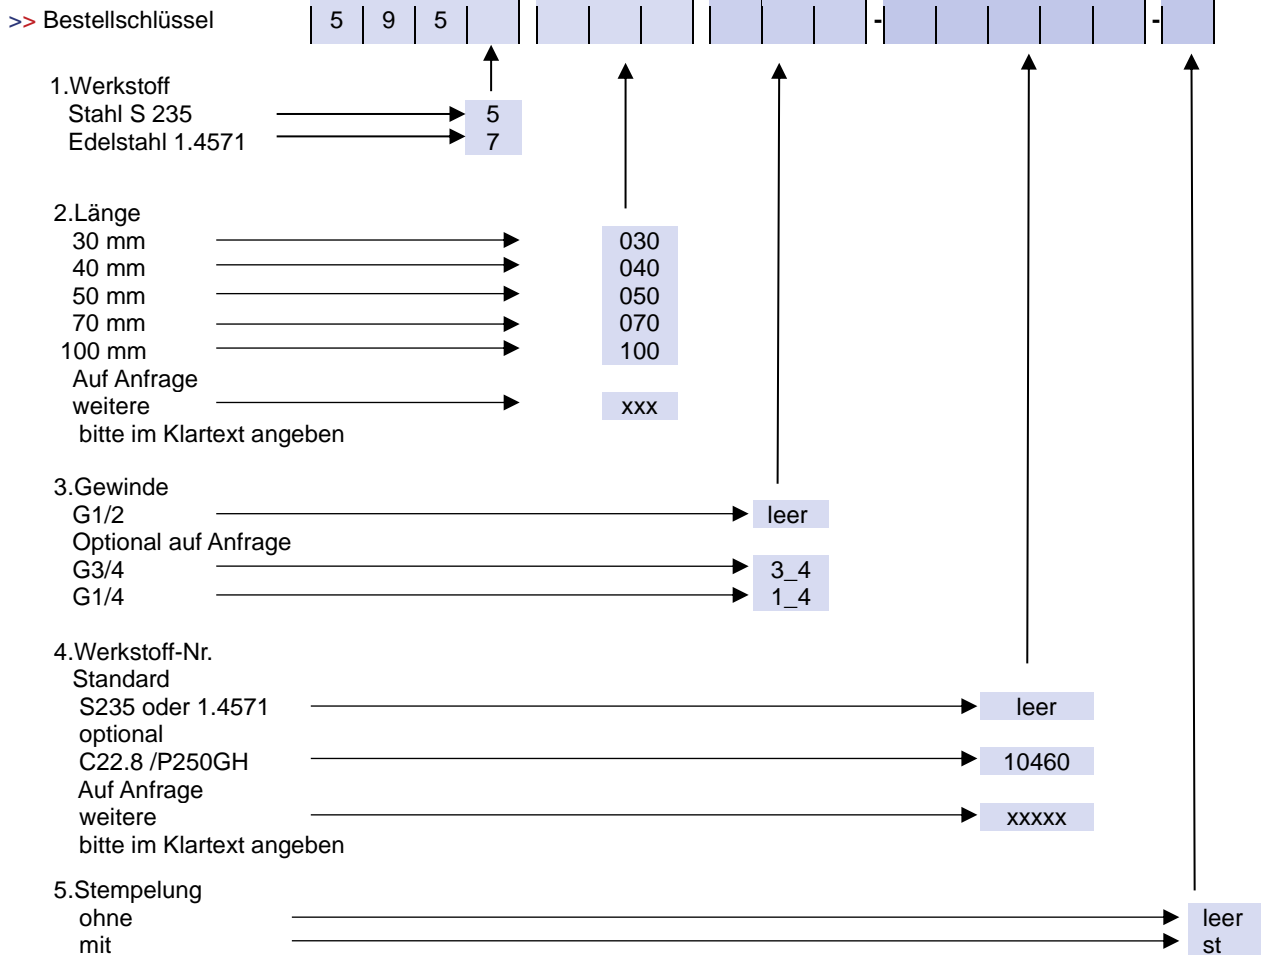 >> Bestellschlüssel 5 9 5 - -
1.Werkstoff
Stahl S 235 5
Edelstahl 1.4571 7
2.Länge
30 mm 030
40 mm 040
50 mm 050
70 mm 070
100 mm 100
Auf Anfrage
weitere xxx
bitte im Klartext angeben
3.Gewinde
G1/2 leer
Optional auf Anfrage
G3/4 3_4
G1/4 1_4
4.Werkstoff-Nr.
Standard
S235 oder 1.4571 leer
optional
C22.8 /P250GH 10460
Auf Anfrage
weitere xxxxx
bitte im Klartext angeben
5.Stempelung
ohne leer
mit st